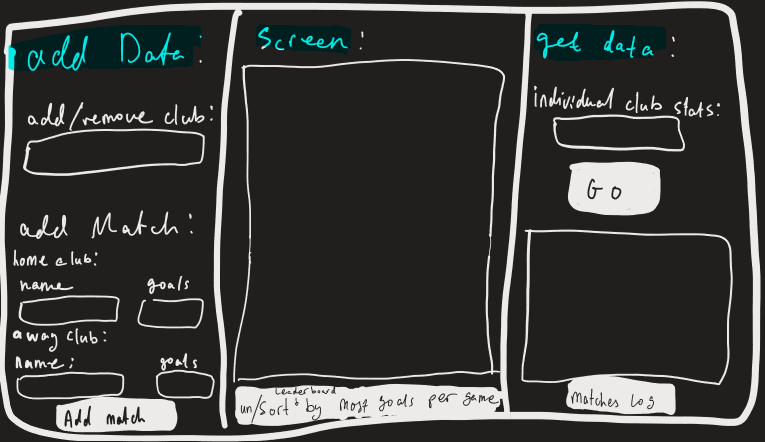 add Data:
add/remove club:
add Match:
home club:
name
goals
away club:
name:
goals
Add match
Screen:
Leaderboard
un/sort by most goals per game
get data:
individual club stats:
GO
Matches Log